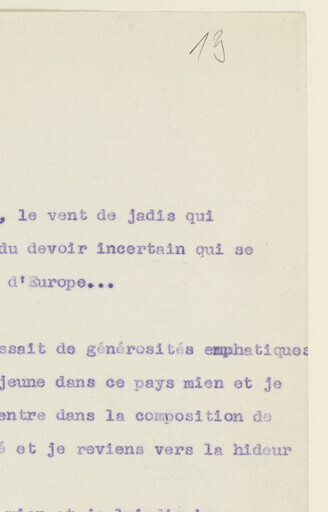 13
, le vent de jadis qui
du devoir incertain qui se
d'Europe...
ssait de générosités emphatiques
jeune dans ce pays mien et je
entre dans la composition de
é et je reviens vers la hideur